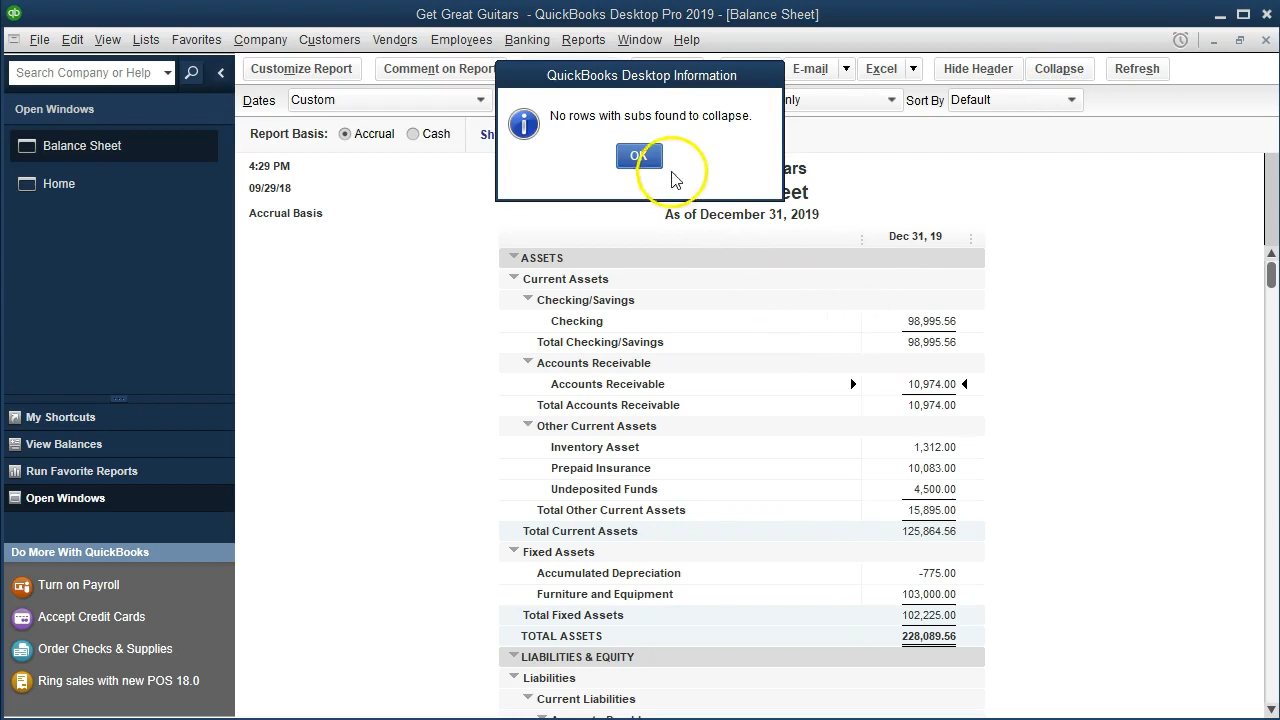 Get Great Guitars - QuickBooks Desktop Pro 2019 - [Balance Sheet]
File Edit View Lists Favorites Company Customers Vendors Employees Banking Reports Window Help
Search Company or Help
Customize Report Comment on Report E-mail Excel Hide Header Collapse Refresh
Open Windows
Balance Sheet
Home
My Shortcuts
View Balances
Run Favorite Reports
Open Windows
Do More With QuickBooks
Turn on Payroll
Accept Credit Cards
Order Checks & Supplies
Ring sales with new POS 18.0
Dates Custom Sort By Default
Report Basis: Accrual Cash
QuickBooks Desktop Information
No rows with subs found to collapse.
OK
4:29 PM
09/29/18
Accrual Basis
As of December 31, 2019
Dec 31, 19
ASSETS
Current Assets
Checking/Savings
Checking 98,995.56
Total Checking/Savings 98,995.56
Accounts Receivable
Accounts Receivable 10,974.00
Total Accounts Receivable 10,974.00
Other Current Assets
Inventory Asset 1,312.00
Prepaid Insurance 10,083.00
Undeposited Funds 4,500.00
Total Other Current Assets 15,895.00
Total Current Assets 125,864.56
Fixed Assets
Accumulated Depreciation -775.00
Furniture and Equipment 103,000.00
Total Fixed Assets 102,225.00
TOTAL ASSETS 228,089.56
LIABILITIES & EQUITY
Liabilities
Current Liabilities